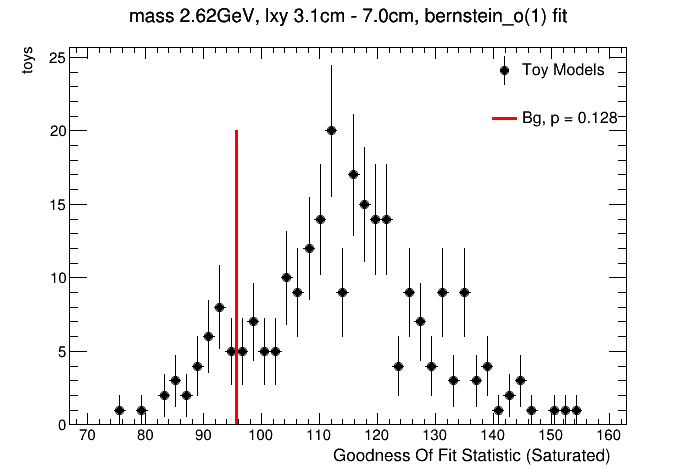 mass 2.62GeV, lxy 3.1cm - 7.0cm, bernstein_o(1) fit
toys
25
20
15
10
5
0
Toy Models
Bg, p = 0.128
70 80 90 100 110 120 130 140 150 160
Goodness Of Fit Statistic (Saturated)